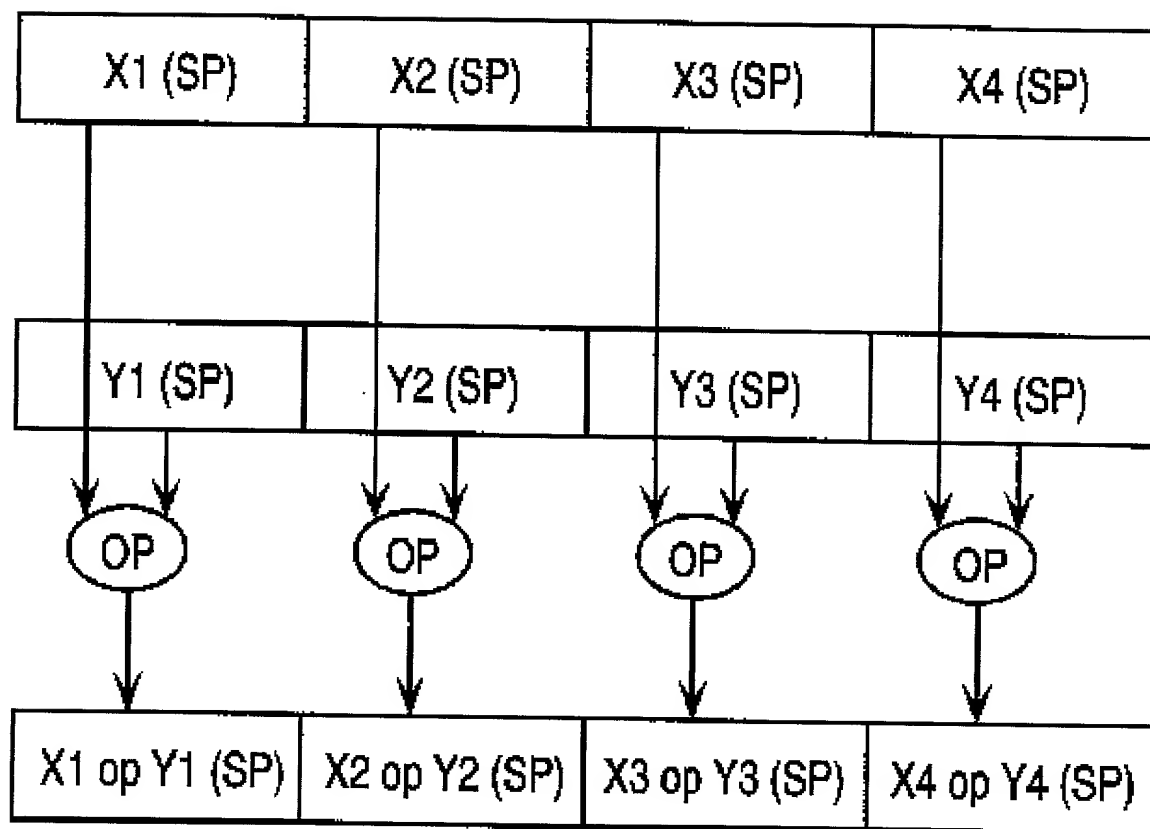 X1 (SP) X2 (SP) X3 (SP) X4 (SP)
Y1 (SP) Y2 (SP) Y3 (SP) Y4 (SP)
OP OP OP OP
X1 op Y1 (SP) X2 op Y2 (SP) X3 op Y3 (SP) X4 op Y4 (SP)